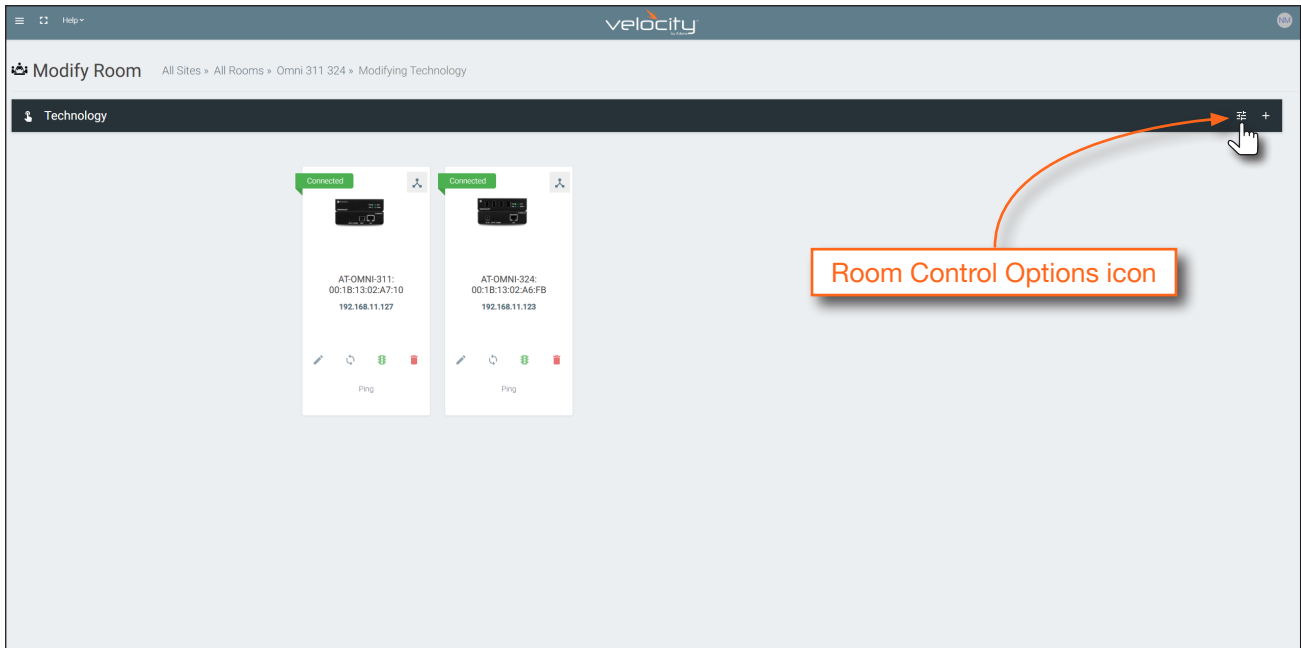 Help
velocity
by Atlona
NM
Modify Room
All Sites » All Rooms » Omni 311 324 » Modifying Technology
Technology
Connected
Connected
Room Control Options icon
AT-OMNI-311:
00:1B:13:02:A7:10
192.168.11.127
AT-OMNI-324:
00:1B:13:02:A6:FB
192.168.11.123
Ping
Ping